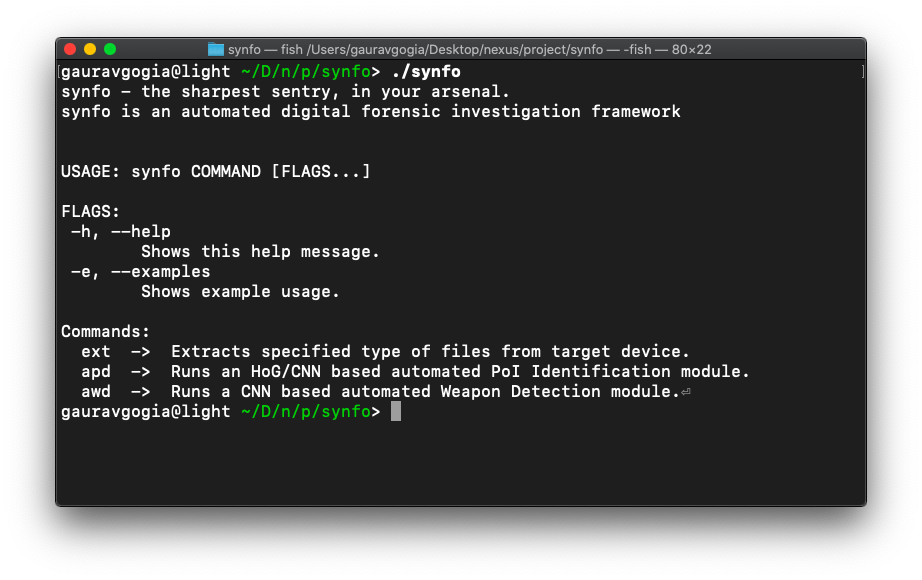 synfo — fish /Users/gauravgogia/Desktop/nexus/project/synfo — -fish — 80×22
[gauravgogia@light ~/D/n/p/synfo> ./synfo ]
synfo - the sharpest sentry, in your arsenal.
synfo is an automated digital forensic investigation framework
USAGE: synfo COMMAND [FLAGS...]
FLAGS:
-h, --help
Shows this help message.
-e, --examples
Shows example usage.
Commands:
ext -> Extracts specified type of files from target device.
apd -> Runs an HoG/CNN based automated PoI Identification module.
awd -> Runs a CNN based automated Weapon Detection module.⏎
gauravgogia@light ~/D/n/p/synfo>